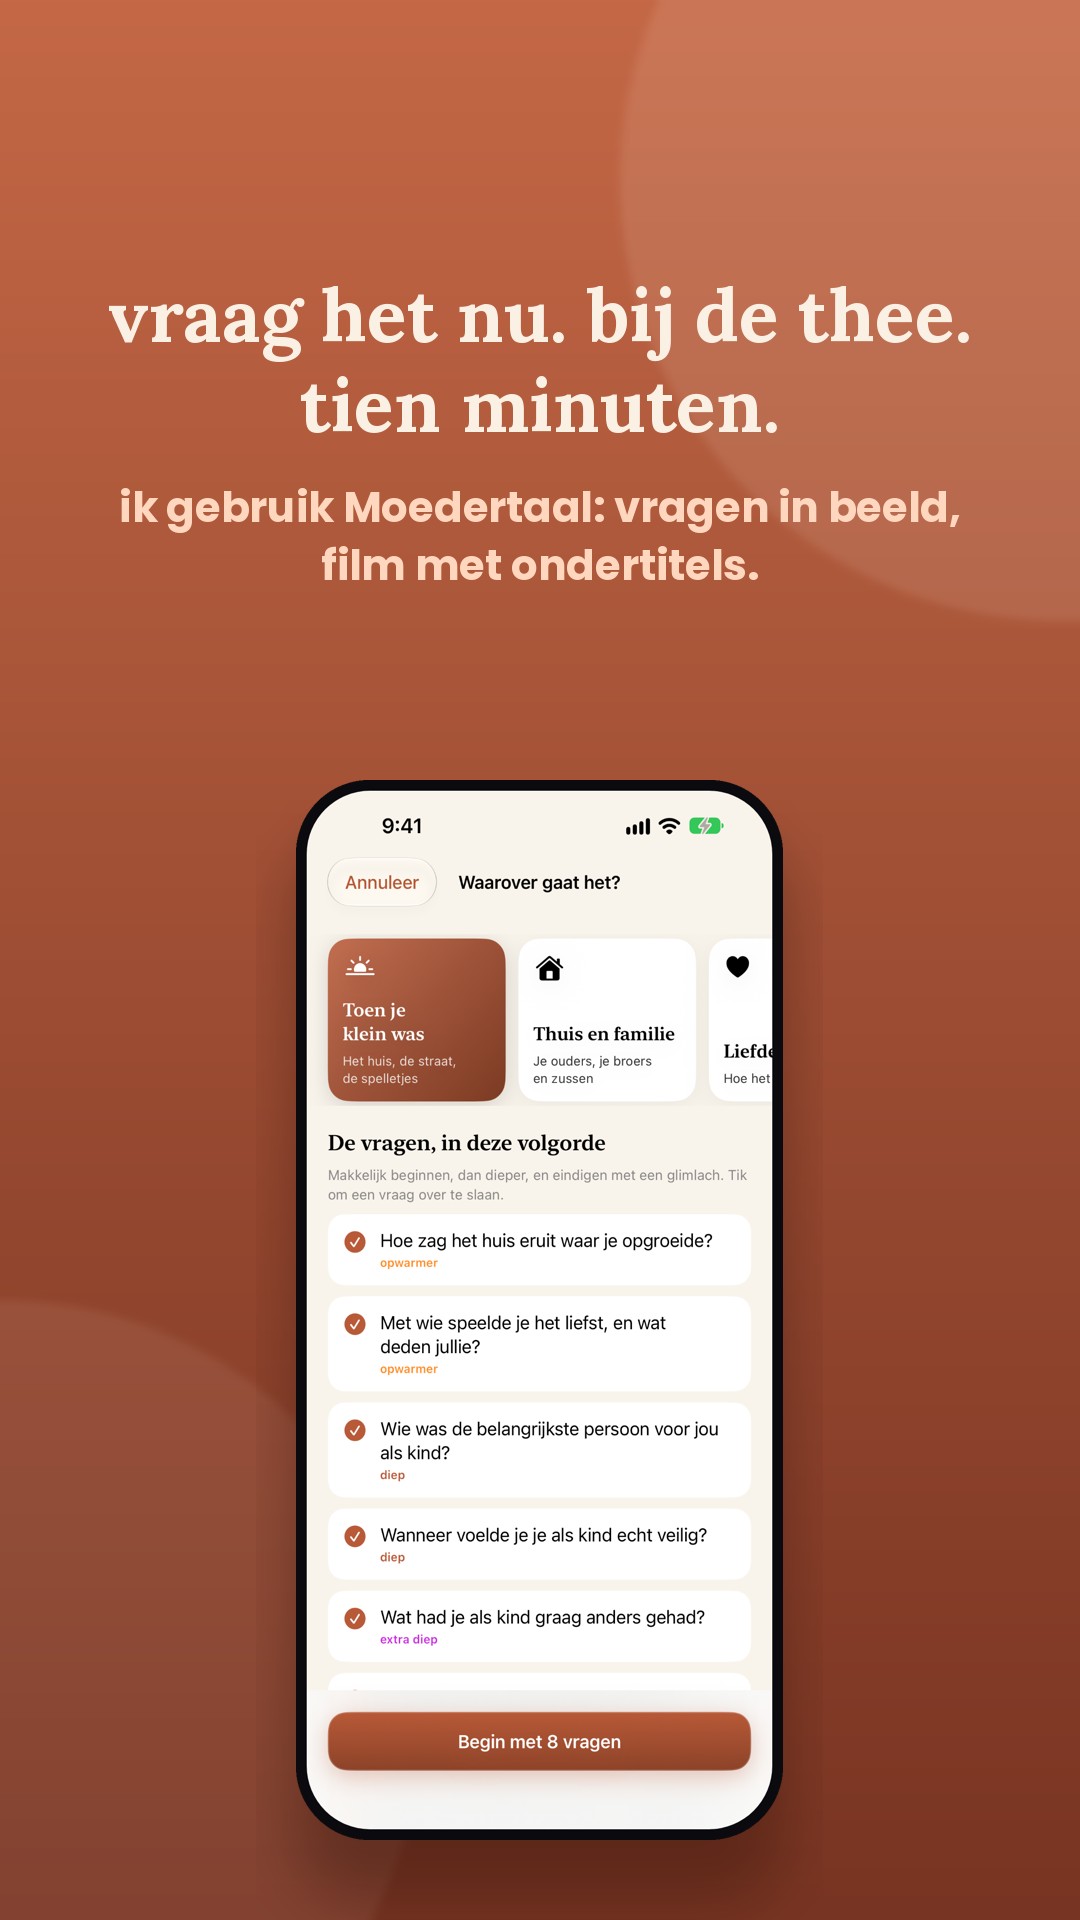 vraag het nu. bij de thee.
tien minuten.
ik gebruik Moedertaal: vragen in beeld,
film met ondertitels.
9:41
Annuleer
Waarover gaat het?
Toen je
klein was
Het huis, de straat,
de spelletjes
Thuis en familie
Je ouders, je broers
en zussen
Liefde
Hoe het
De vragen, in deze volgorde
Makkelijk beginnen, dan dieper, en eindigen met een glimlach. Tik
om een vraag over te slaan.
Hoe zag het huis eruit waar je opgroeide?
opwarmer
Met wie speelde je het liefst, en wat
deden jullie?
opwarmer
Wie was de belangrijkste persoon voor jou
als kind?
diep
Wanneer voelde je je als kind echt veilig?
diep
Wat had je als kind graag anders gehad?
extra diep
Begin met 8 vragen